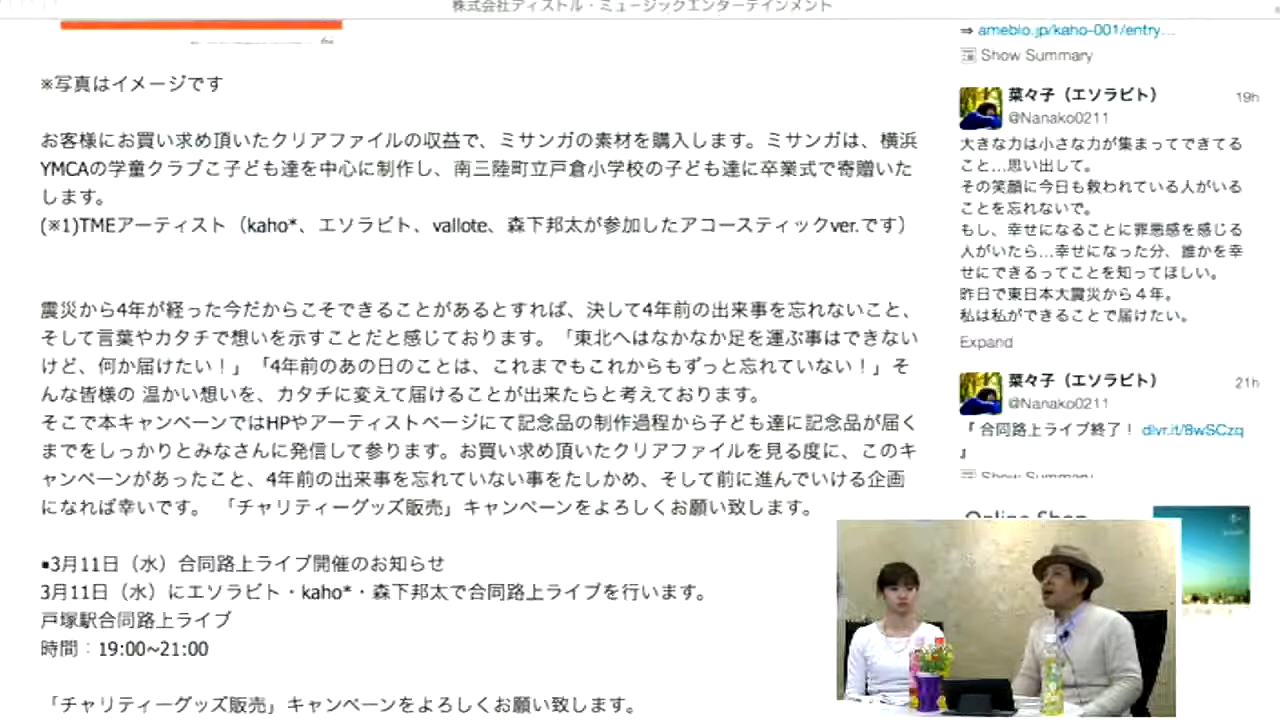 株式会社ティストル・ミュージックエンターテインメント
※写真はイメージです
お客様にお買い求め頂いたクリアファイルの収益で、ミサンガの素材を購入します。ミサンガは、横浜
YMCAの学童クラブこ子ども達を中心に制作し、南三陸町立戸倉小学校の子ども達に卒業式で寄贈いた
します。
(※1)TMEアーティスト（kaho*、エソラビト、vallote、森下邦太が参加したアコースティックver.です）
震災から4年が経った今だからこそできることがあるとすれば、決して4年前の出来事を忘れないこと、
そして言葉やカタチで想いを示すことだと感じております。「東北へはなかなか足を運ぶ事はできない
けど、何か届けたい！」「4年前のあの日のことは、これまでもこれからもずっと忘れていない！」そ
んな皆様の 温かい想いを、カタチに変えて届けることが出来たらと考えております。
そこで本キャンペーンではHPやアーティストページにて記念品の制作過程から子ども達に記念品が届く
までをしっかりとみなさんに発信して参ります。お買い求め頂いたクリアファイルを見る度に、このキ
ャンペーンがあったこと、4年前の出来事を忘れていない事をたしかめ、そして前に進んでいける企画
になれば幸いです。 「チャリティーグッズ販売」キャンペーンをよろしくお願い致します。
▪3月11日（水）合同路上ライブ開催のお知らせ
3月11日（水）にエソラビト・kaho*・森下邦太で合同路上ライブを行います。
戸塚駅合同路上ライブ
時間：19:00~21:00
「チャリティーグッズ販売」キャンペーンをよろしくお願い致します。
⇒ ameblo.jp/kaho-001/entry…
Show Summary
菜々子（エソラビト） 19h
@Nanako0211
大きな力は小さな力が集まってできてる
こと…思い出して。
その笑顔に今日も救われている人がいる
ことを忘れないで。
もし、幸せになることに罪悪感を感じる
人がいたら…幸せになった分、誰かを幸
せにできるってことを知ってほしい。
昨日で東日本大震災から４年。
私は私ができることで届けたい。
Expand
菜々子（エソラビト） 21h
@Nanako0211
『 合同路上ライブ終了！ dlvr.it/8wSCzq
』
Show Summary
Online Shop